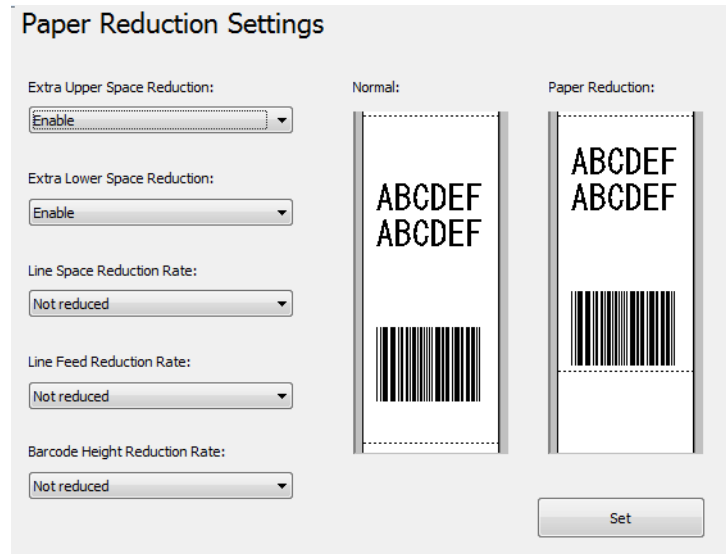 Paper Reduction Settings
Extra Upper Space Reduction:
Enable
Extra Lower Space Reduction:
Enable
Line Space Reduction Rate:
Not reduced
Line Feed Reduction Rate:
Not reduced
Barcode Height Reduction Rate:
Not reduced
Normal:
ABCDEF
ABCDEF
Paper Reduction:
ABCDEF
ABCDEF
Set